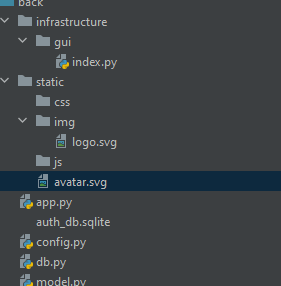 back
infrastructure
gui
index.py
static
css
img
logo.svg
js
avatar.svg
app.py
auth_db.sqlite
config.py
db.py
model.py